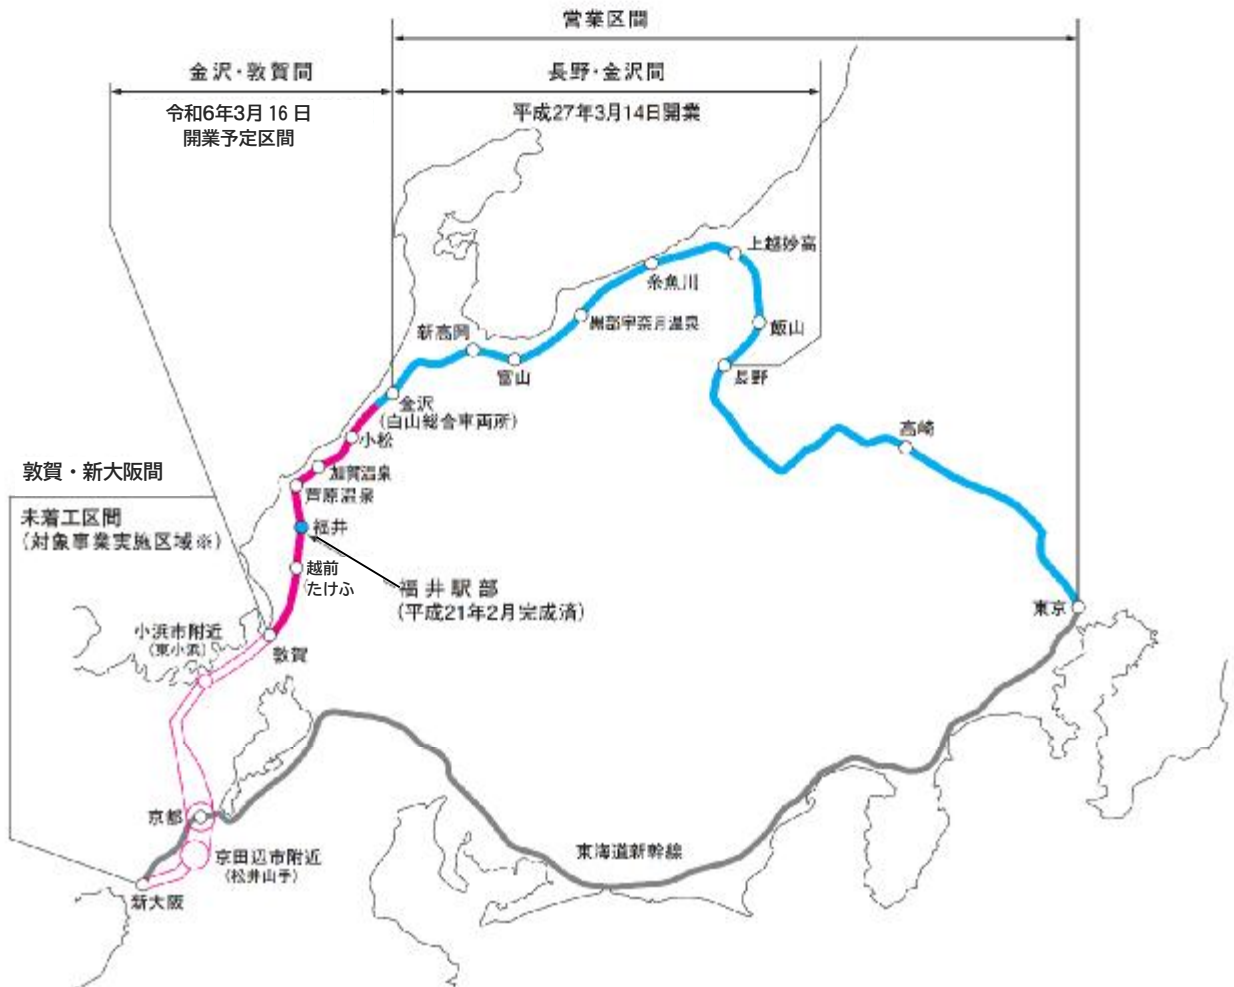 営業区間
金沢・敦賀間
長野・金沢間
令和6年3月16日
開業予定区間
平成27年3月14日開業
上越妙高
糸魚川
黒部宇奈月温泉
飯山
新高岡
富山
長野
金沢
(白山総合車両所)
高崎
小松
加賀温泉
芦原温泉
敦賀・新大阪間
未着工区間
(対象事業実施区域※)
福井
越前
たけふ
福井駅部
(平成21年2月完成済)
東京
小浜市附近
(東小浜)
敦賀
京都
京田辺市附近
(松井山手)
東海道新幹線
新大阪